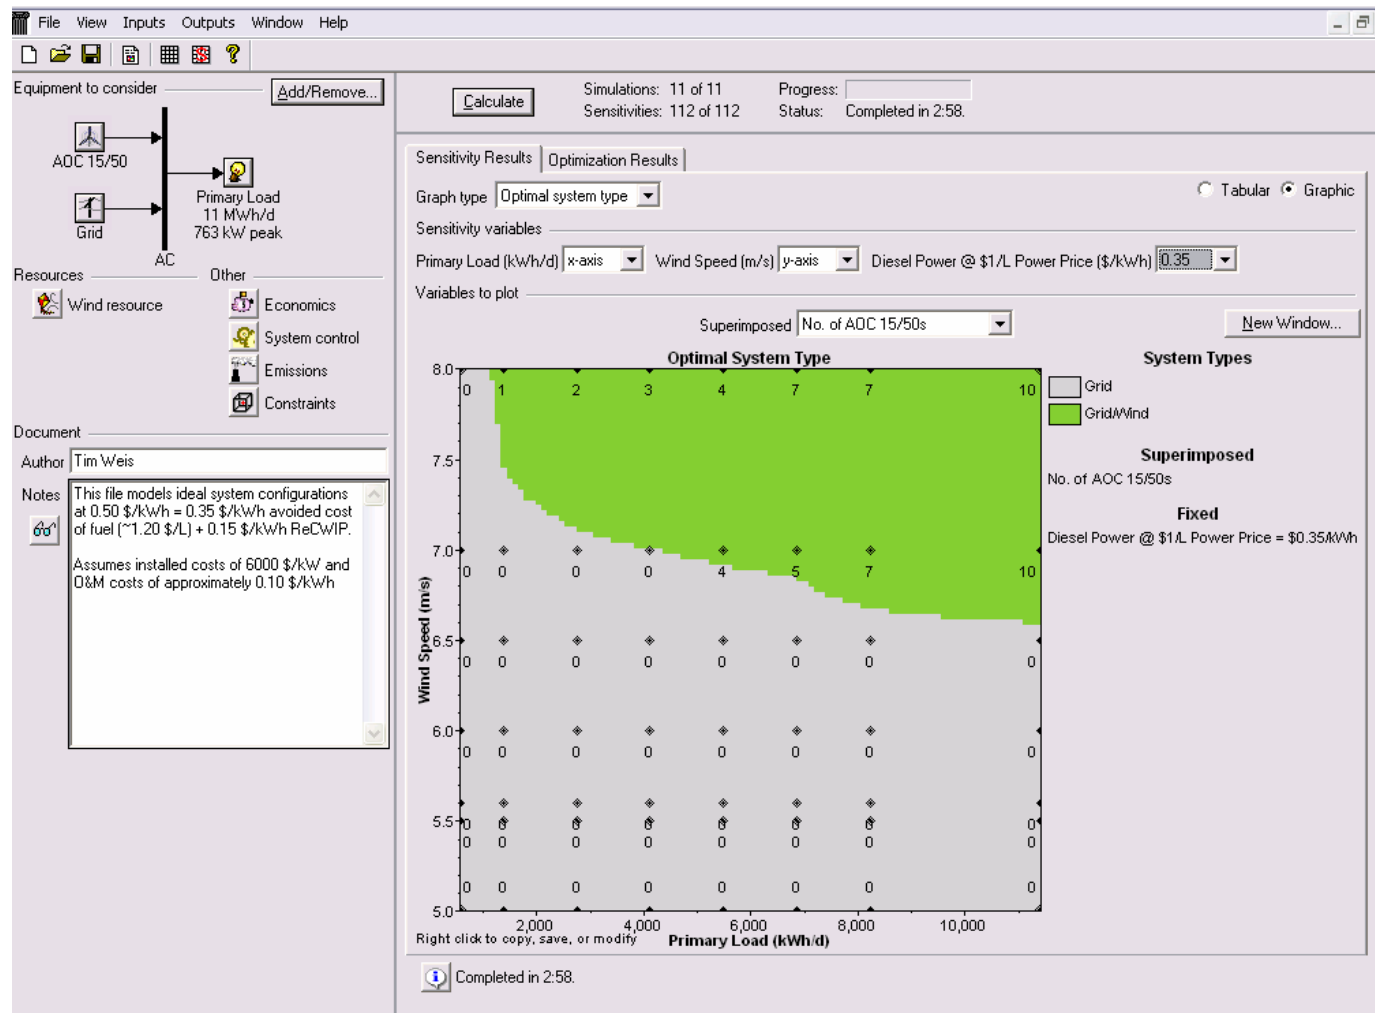 File View Inputs Outputs Window Help
Equipment to consider
Add/Remove...
AOC 15/50
Primary Load
11 MWh/d
763 kW peak
Grid
AC
Resources
Other
Wind resource
Economics
System control
Emissions
Constraints
Document
Author Tim Weis
Notes
This file models ideal system configurations
at 0.50 $/kWh = 0.35 $/kWh avoided cost
of fuel (~1.20 $/L) + 0.15 $/kWh ReCWIP.
Assumes installed costs of 6000 $/kW and
O&M costs of approximately 0.10 $/kWh
Calculate
Simulations: 11 of 11
Progress:
Sensitivities: 112 of 112
Status: Completed in 2:58.
Sensitivity Results
Optimization Results
Graph type Optimal system type
Tabular Graphic
Sensitivity variables
Primary Load (kWh/d) x-axis Wind Speed (m/s) y-axis Diesel Power @ $1/L Power Price ($/kWh) 0.35
Variables to plot
Superimposed No. of AOC 15/50s
New Window...
Optimal System Type
8.0
0 1 2 3 4 7 7 10
7.5
7.0
0 0 0 0 4 5 7 10
6.5
0 0 0 0 0 0 0 0
6.0
0 0 0 0 0 0 0 0
5.5
0 0 0 0 0 0 0 0
0 0 0 0 0 0 0 0
0 0 0 0 0 0 0 0
5.0
Wind Speed (m/s)
2,000 4,000 6,000 8,000 10,000
Right click to copy, save, or modify
Primary Load (kWh/d)
System Types
Grid
Grid/Wind
Superimposed
No. of AOC 15/50s
Fixed
Diesel Power @ $1/L Power Price = $0.35/kWh
Completed in 2:58.